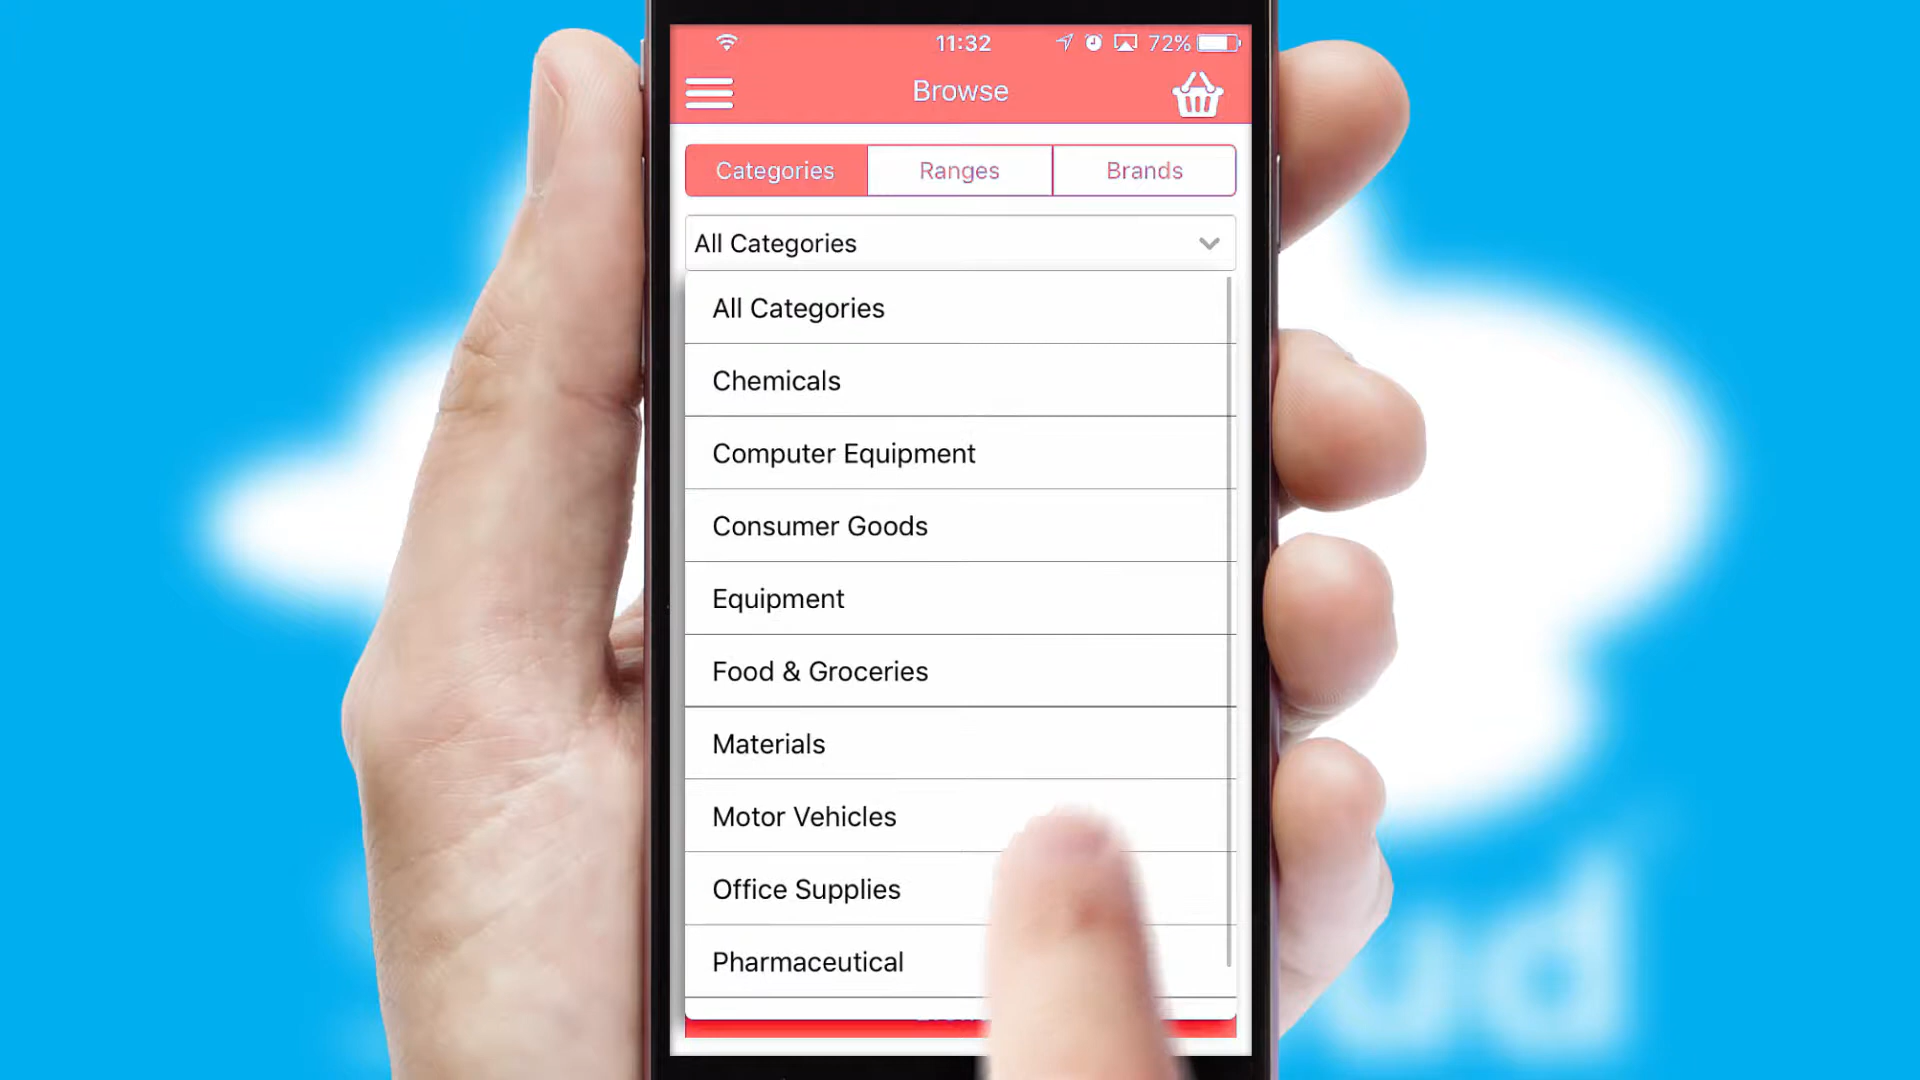 11:32
72%
Browse
Categories
Ranges
Brands
All Categories
All Categories
Chemicals
Computer Equipment
Consumer Goods
Equipment
Food & Groceries
Materials
Motor Vehicles
Office Supplies
Pharmaceutical
ud